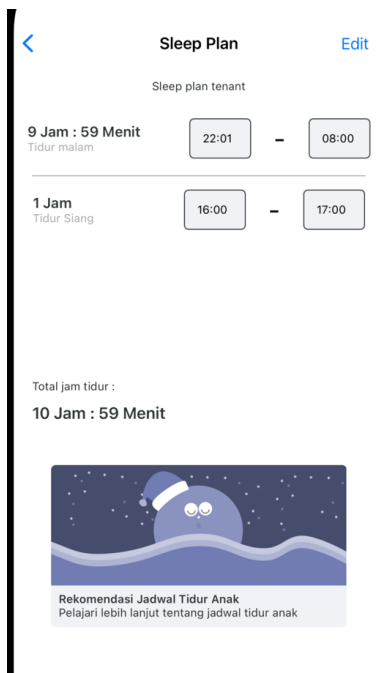 Sleep Plan
Edit
Sleep plan tenant
9 Jam : 59 Menit
Tidur malam
22:01 - 08:00
1 Jam
Tidur Siang
16:00 - 17:00
Total jam tidur :
10 Jam : 59 Menit
Rekomendasi Jadwal Tidur Anak
Pelajari lebih lanjut tentang jadwal tidur anak